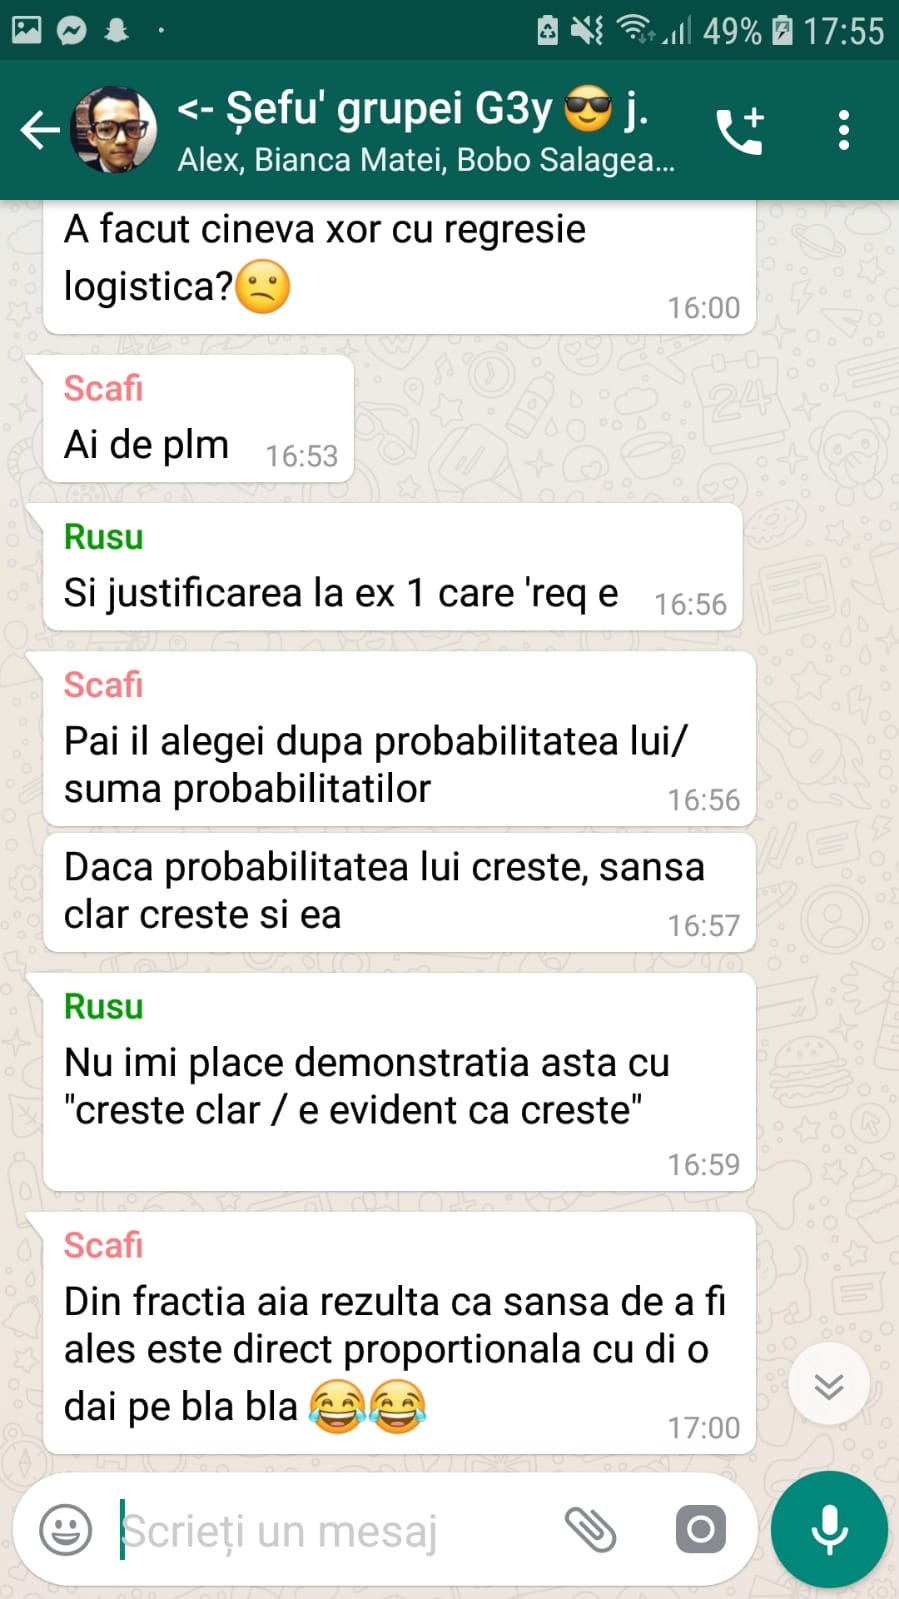 49% 17:55
<- Șefu' grupei G3y 😎 j.
Alex, Bianca Matei, Bobo Salagea...
A facut cineva xor cu regresie
logistica?😕
16:00
Scafi
Ai de plm 16:53
Rusu
Si justificarea la ex 1 care 'req e 16:56
Scafi
Pai il alegei dupa probabilitatea lui/
suma probabilitatilor 16:56
Daca probabilitatea lui creste, sansa
clar creste si ea 16:57
Rusu
Nu imi place demonstratia asta cu
"creste clar / e evident ca creste"
16:59
Scafi
Din fractia aia rezulta ca sansa de a fi
ales este direct proportionala cu di o
dai pe bla bla 😂😂
17:00
Scrieți un mesaj